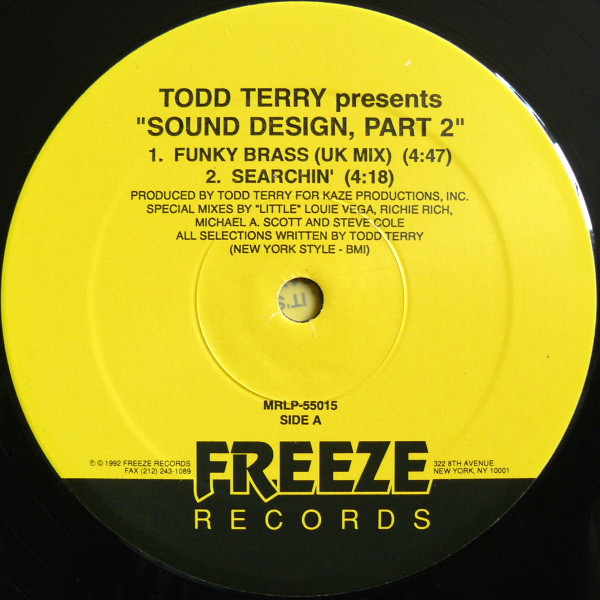 TODD TERRY presents
"SOUND DESIGN, PART 2"
1. FUNKY BRASS (UK MIX) (4:47)
2. SEARCHIN' (4:18)
PRODUCED BY TODD TERRY FOR KAZE PRODUCTIONS, INC.
SPECIAL MIXES BY "LITTLE" LOUIE VEGA, RICHIE RICH,
MICHAEL A. SCOTT AND STEVE COLE
ALL SELECTIONS WRITTEN BY TODD TERRY
(NEW YORK STYLE - BMI)
IT'S
MRLP-55015
SIDE A
℗ © 1992 FREEZE RECORDS
FAX (212) 243-1089
FREEZE
RECORDS
322 8TH AVENUE
NEW YORK, NY 10001